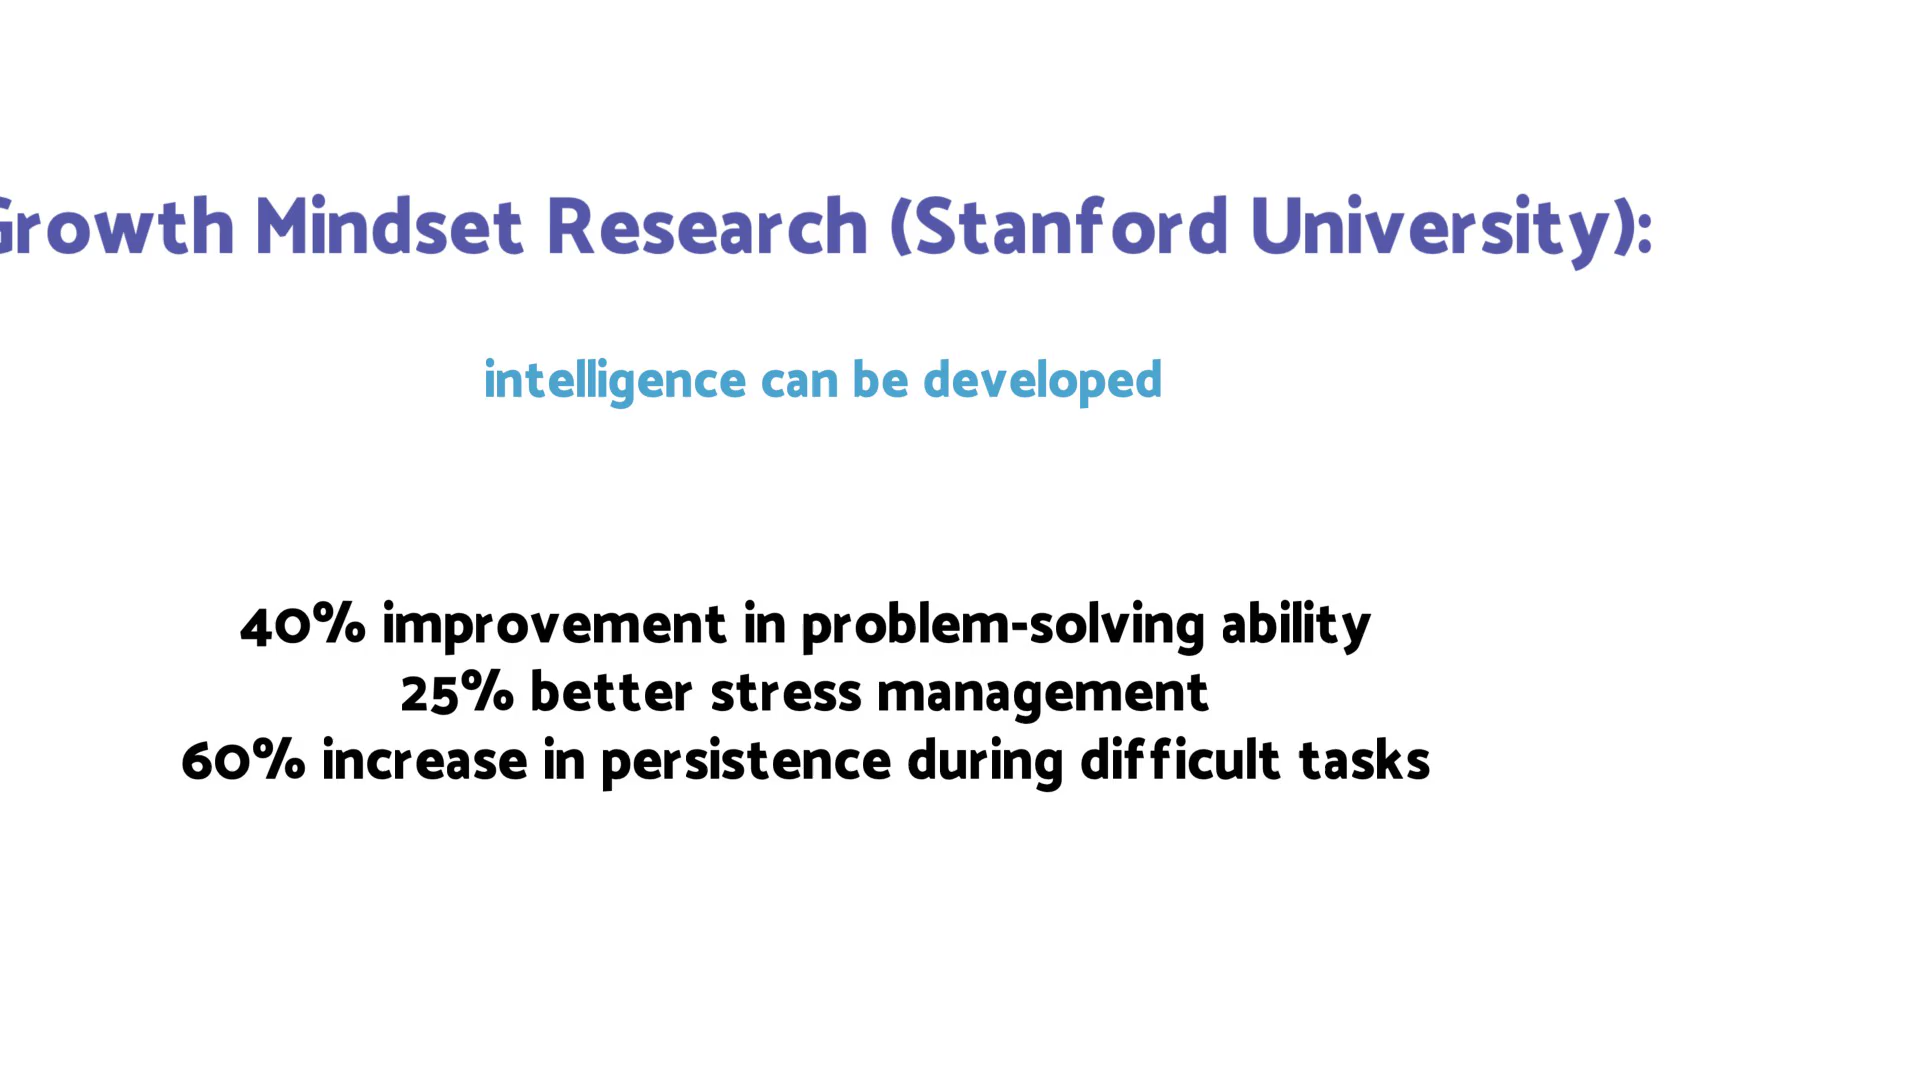 Growth Mindset Research (Stanford University):
intelligence can be developed
40% improvement in problem-solving ability
25% better stress management
60% increase in persistence during difficult tasks